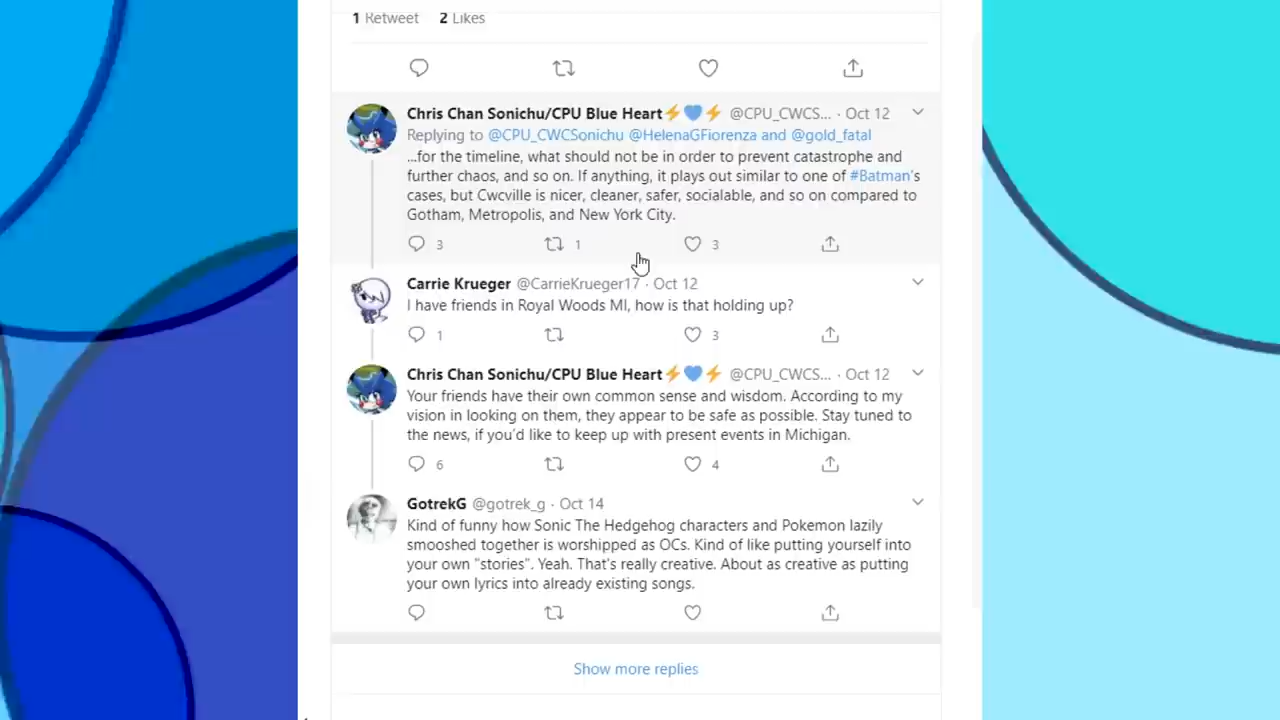 1 Retweet 2 Likes
Chris Chan Sonichu/CPU Blue Heart⚡💙⚡ @CPU_CWCS... · Oct 12
Replying to @CPU_CWCSonichu @HelenaGFiorenza and @gold_fatal
...for the timeline, what should not be in order to prevent catastrophe and
further chaos, and so on. If anything, it plays out similar to one of #Batman's
cases, but Cwcville is nicer, cleaner, safer, socialable, and so on compared to
Gotham, Metropolis, and New York City.
3 1 3
Carrie Krueger @CarrieKrueger17 · Oct 12
I have friends in Royal Woods MI, how is that holding up?
1 3
Chris Chan Sonichu/CPU Blue Heart⚡💙⚡ @CPU_CWCS... · Oct 12
Your friends have their own common sense and wisdom. According to my
vision in looking on them, they appear to be safe as possible. Stay tuned to
the news, if you'd like to keep up with present events in Michigan.
6 4
GotrekG @gotrek_g · Oct 14
Kind of funny how Sonic The Hedgehog characters and Pokemon lazily
smooshed together is worshipped as OCs. Kind of like putting yourself into
your own "stories". Yeah. That's really creative. About as creative as putting
your own lyrics into already existing songs.
Show more replies